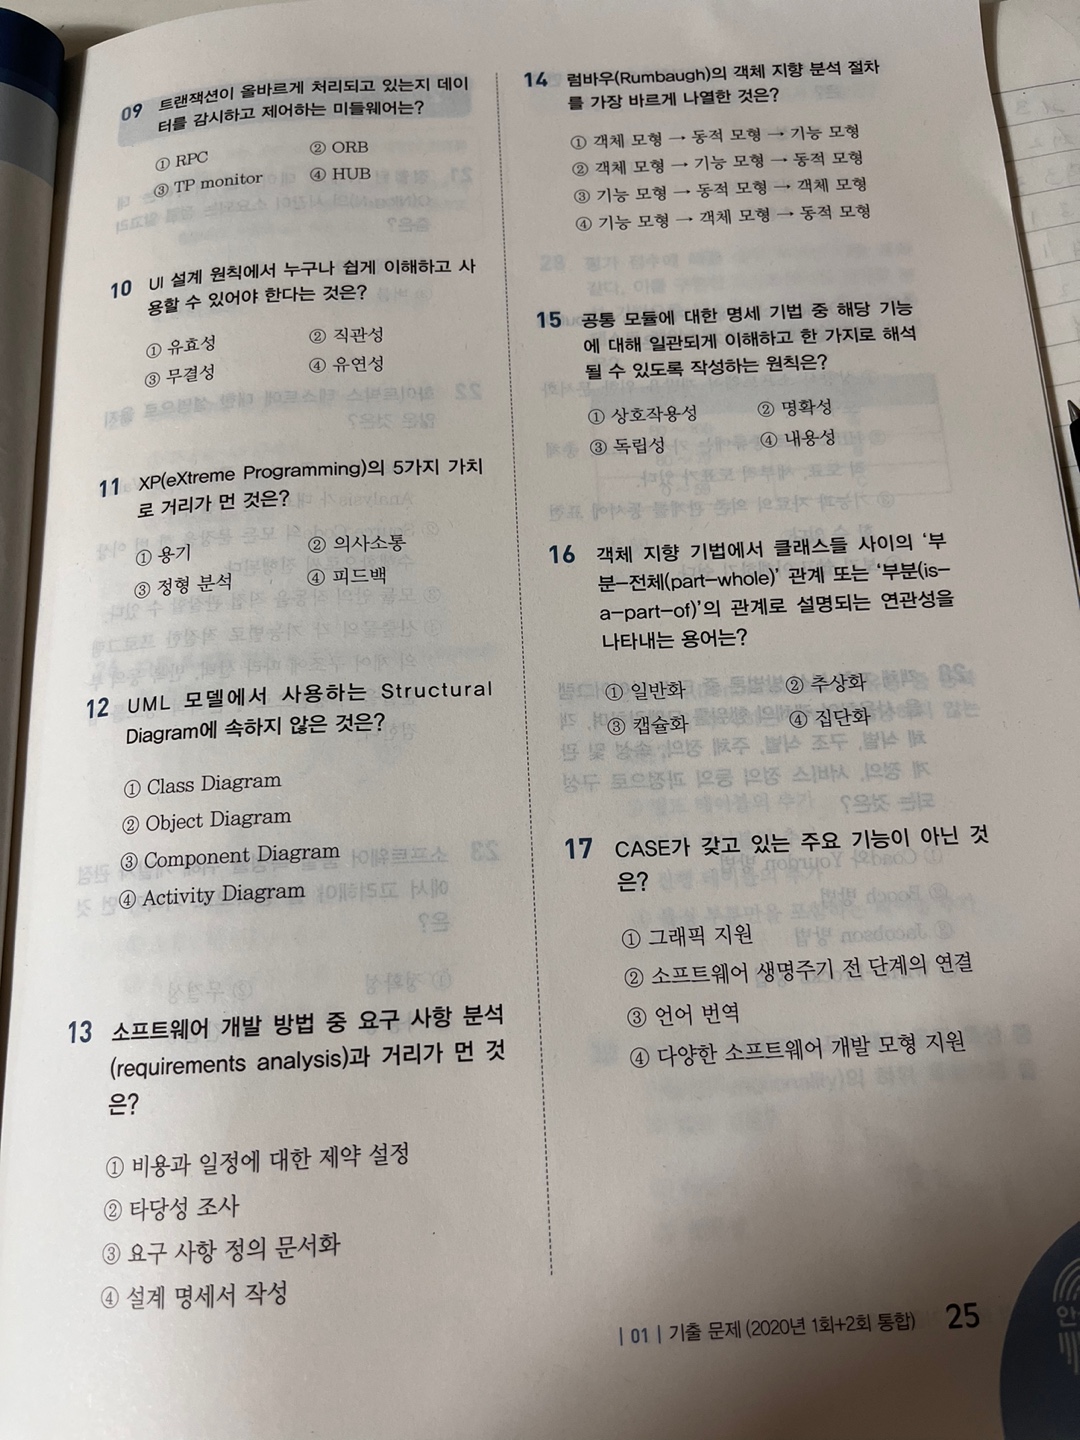 09 트랜잭션이 올바르게 처리되고 있는지 데이
터를 감시하고 제어하는 미들웨어는?
① RPC ② ORB
③ TP monitor ④ HUB
10 UI 설계 원칙에서 누구나 쉽게 이해하고 사
용할 수 있어야 한다는 것은?
① 유효성 ② 직관성
③ 무결성 ④ 유연성
11 XP(eXtreme Programming)의 5가지 가치
로 거리가 먼 것은?
① 용기 ② 의사소통
③ 정형 분석 ④ 피드백
12 UML 모델에서 사용하는 Structural
Diagram에 속하지 않은 것은?
① Class Diagram
② Object Diagram
③ Component Diagram
④ Activity Diagram
13 소프트웨어 개발 방법 중 요구 사항 분석
(requirements analysis)과 거리가 먼 것
은?
① 비용과 일정에 대한 제약 설정
② 타당성 조사
③ 요구 사항 정의 문서화
④ 설계 명세서 작성
14 럼바우(Rumbaugh)의 객체 지향 분석 절차
를 가장 바르게 나열한 것은?
① 객체 모형 → 동적 모형 → 기능 모형
② 객체 모형 → 기능 모형 → 동적 모형
③ 기능 모형 → 동적 모형 → 객체 모형
④ 기능 모형 → 객체 모형 → 동적 모형
15 공통 모듈에 대한 명세 기법 중 해당 기능
에 대해 일관되게 이해하고 한 가지로 해석
될 수 있도록 작성하는 원칙은?
① 상호작용성 ② 명확성
③ 독립성 ④ 내용성
16 객체 지향 기법에서 클래스들 사이의 ‘부
분–전체(part–whole)’ 관계 또는 ‘부분(is–
a–part–of)’의 관계로 설명되는 연관성을
나타내는 용어는?
① 일반화 ② 추상화
③ 캡슐화 ④ 집단화
17 CASE가 갖고 있는 주요 기능이 아닌 것
은?
① 그래픽 지원
② 소프트웨어 생명주기 전 단계의 연결
③ 언어 번역
④ 다양한 소프트웨어 개발 모형 지원
| 01 | 기출 문제 (2020년 1회+2회 통합) 25